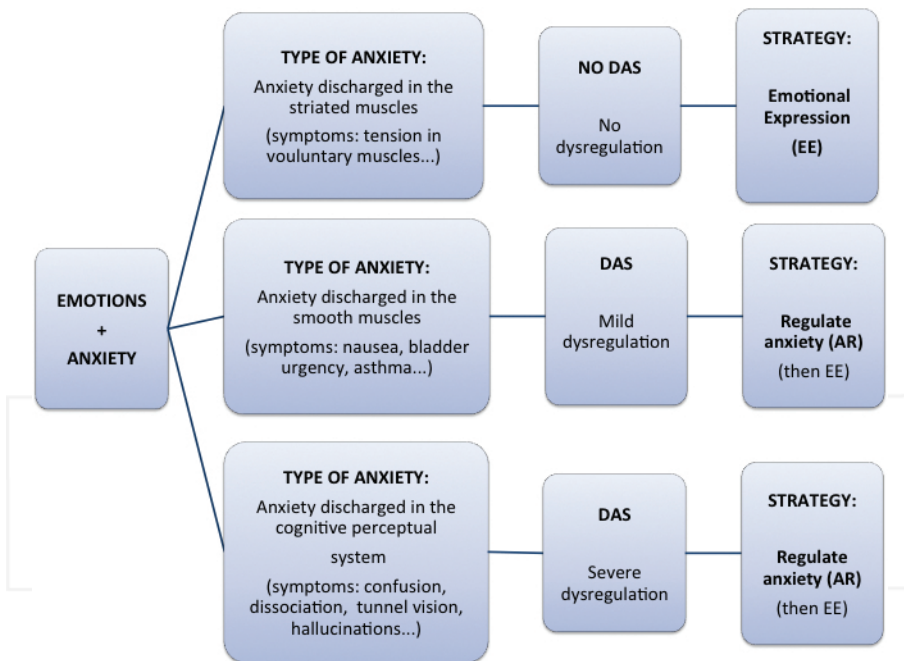 EMOTIONS
+
ANXIETY
TYPE OF ANXIETY:
Anxiety discharged in the
striated muscles
(symptoms: tension in
vouluntary muscles...)
NO DAS
No
dysregulation
STRATEGY:
Emotional
Expression
(EE)
TYPE OF ANXIETY:
Anxiety discharged in the
smooth muscles
(symptoms: nausea, bladder
urgency, asthma...)
DAS
Mild
dysregulation
STRATEGY:
Regulate
anxiety (AR)
(then EE)
TYPE OF ANXIETY:
Anxiety discharged in the
cognitive perceptual
system
(symptoms: confusion,
dissociation, tunnel vision,
hallucinations...)
DAS
Severe
dysregulation
STRATEGY:
Regulate
anxiety (AR)
(then EE)